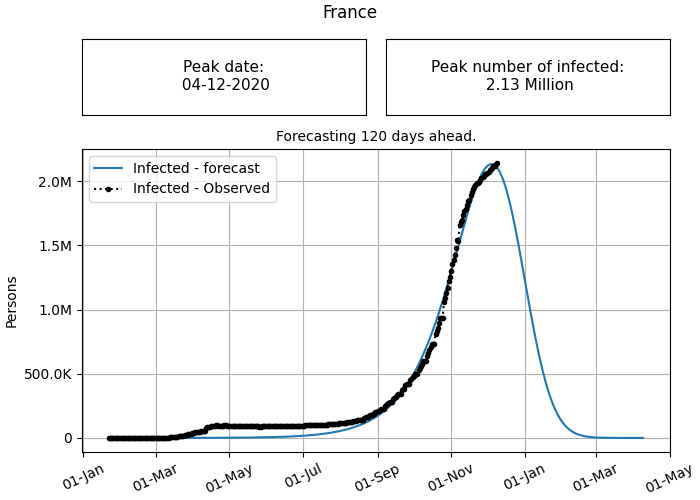 France
Peak date:
04-12-2020
Peak number of infected:
2.13 Million
Forecasting 120 days ahead.
Infected - forecast
Infected - Observed
Persons
2.0M
1.5M
1.0M
500.0K
0
01-Jan
01-Mar
01-May
01-Jul
01-Sep
01-Nov
01-Jan
01-Mar
01-May